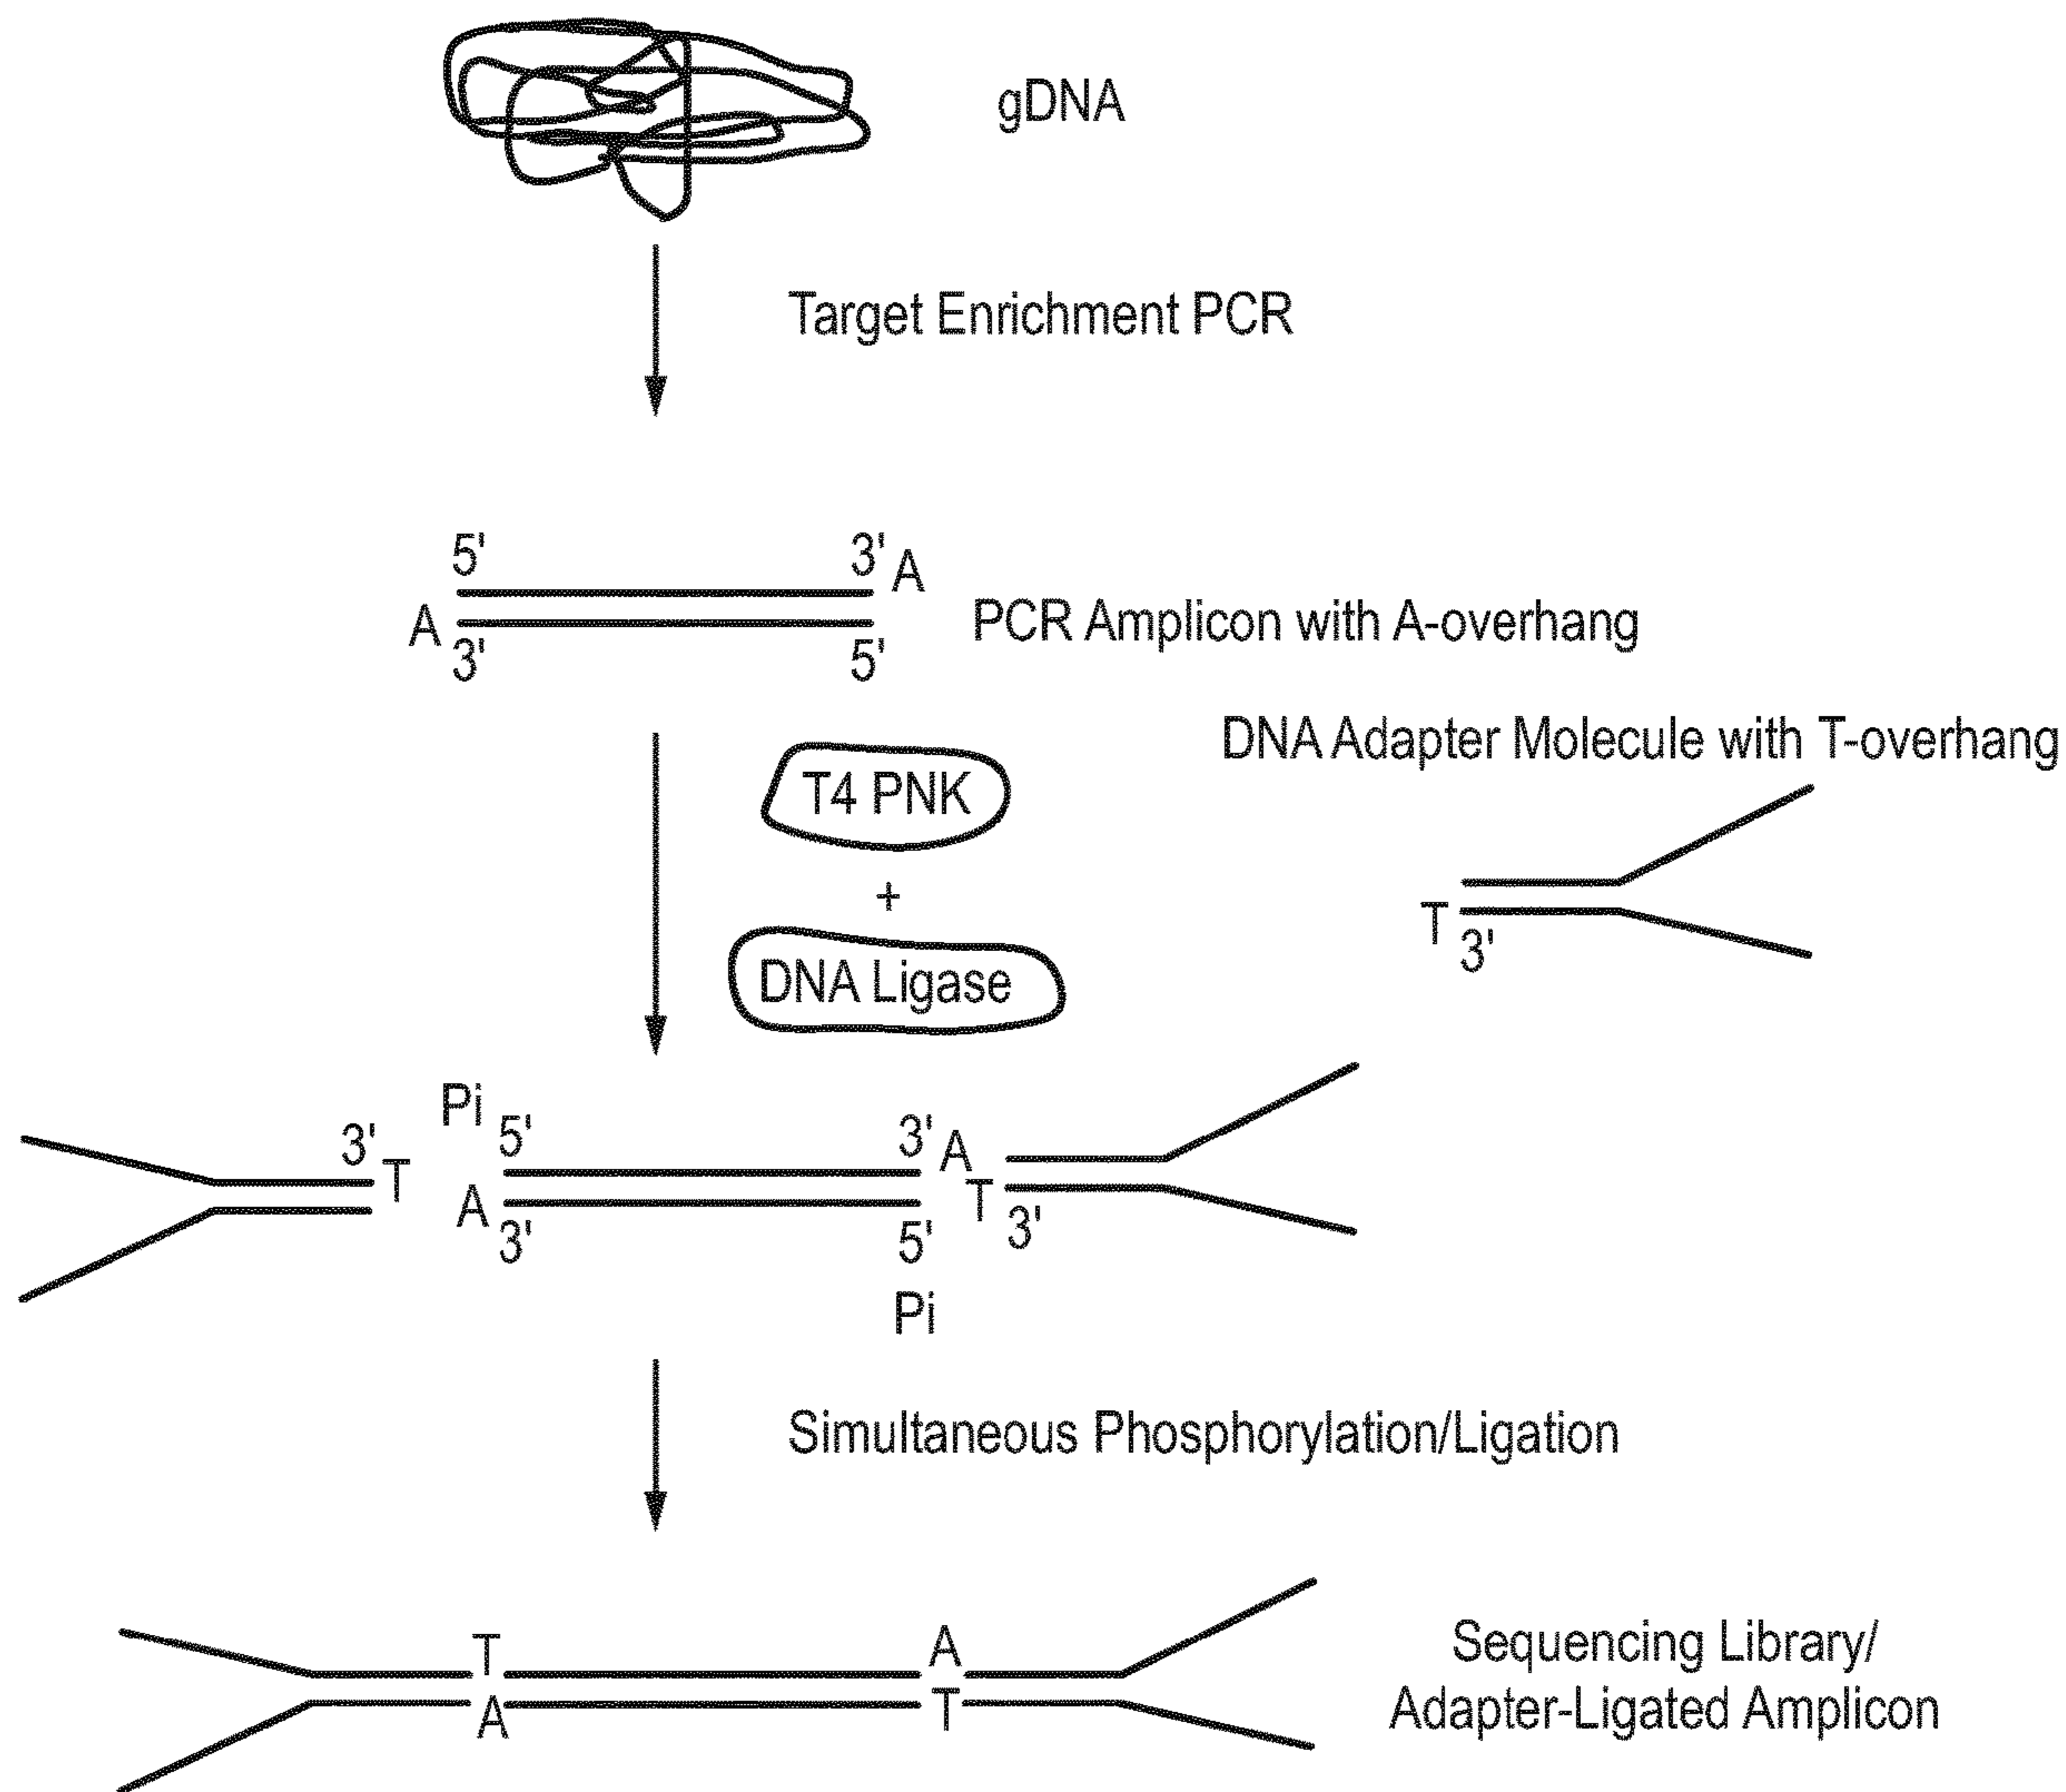 gDNA
Target Enrichment PCR
5' 3' A
A 3' 5'
PCR Amplicon with A-overhang
DNA Adapter Molecule with T-overhang
T4 PNK
+
DNA Ligase
T 3'
Pi 5' 3' A
3' T
A 3' 5' T 3'
Pi
Simultaneous Phosphorylation/Ligation
T A
A T
Sequencing Library/
Adapter-Ligated Amplicon